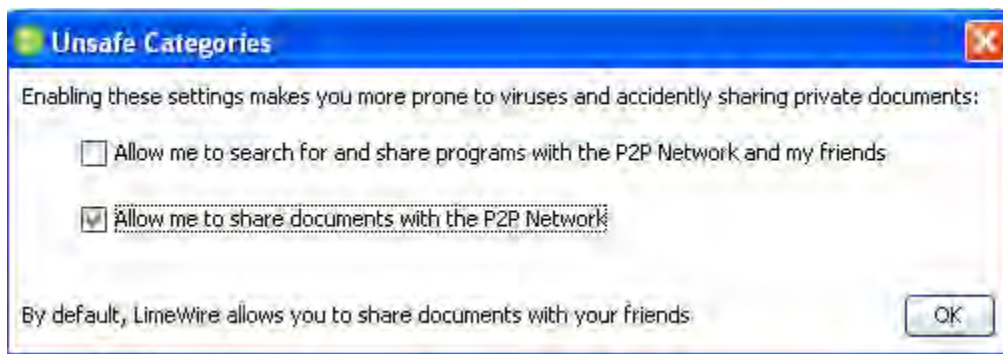 Unsafe Categories
Enabling these settings makes you more prone to viruses and accidently sharing private documents:
Allow me to search for and share programs with the P2P Network and my friends
Allow me to share documents with the P2P Network
By default, LimeWire allows you to share documents with your friends
OK